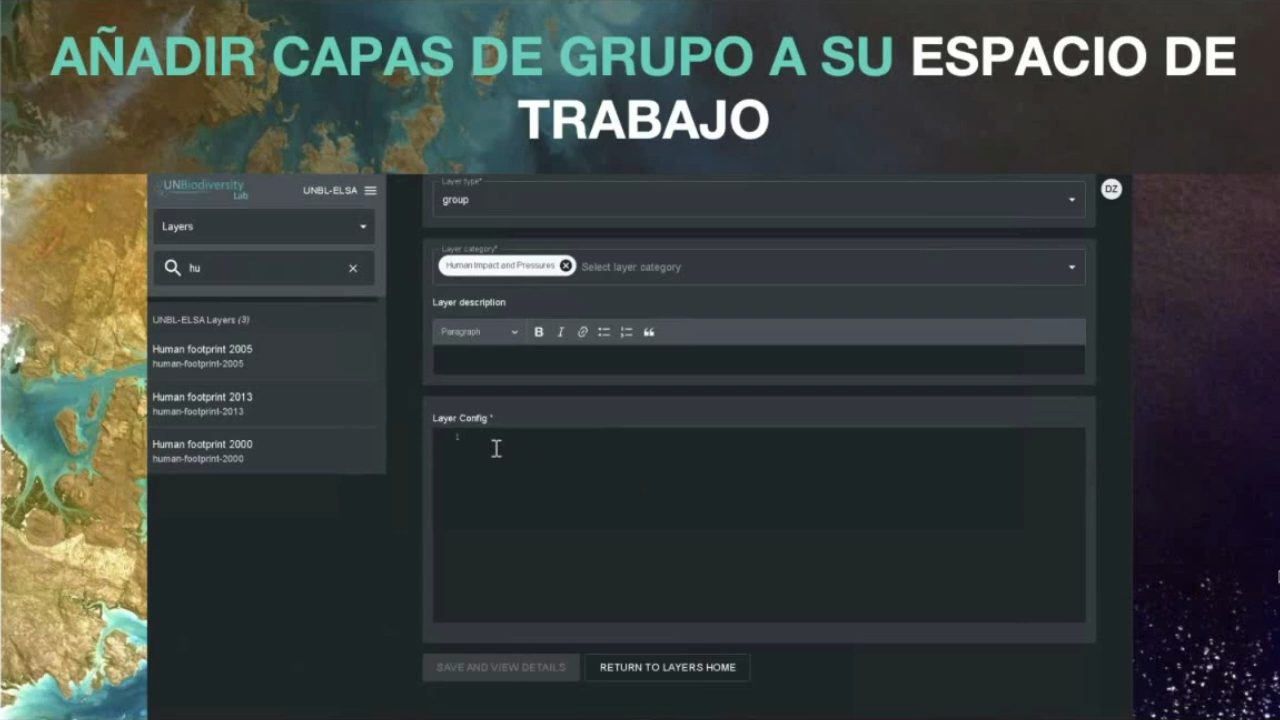 AÑADIR CAPAS DE GRUPO A SU ESPACIO DE
TRABAJO
UNBiodiversity
Lab
UNBL-ELSA
Layers
hu
UNBL-ELSA Layers (3)
Human footprint 2005
human-footprint-2005
Human footprint 2013
human-footprint-2013
Human footprint 2000
human-footprint-2000
Layer type*
group
DZ
Layer category*
Human Impact and Pressures
Select layer category
Layer description
Paragraph
B I
Layer Config *
1
SAVE AND VIEW DETAILS
RETURN TO LAYERS HOME